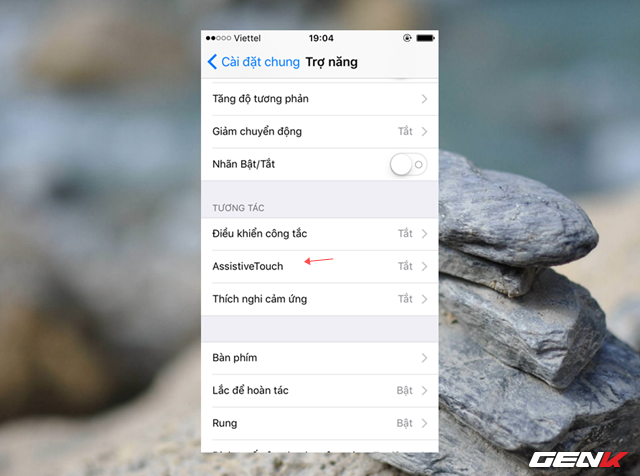 Viettel 19:04
Cài đặt chung Trợ năng
Tăng độ tương phản
Giảm chuyển động Tắt
Nhãn Bật/Tắt
TƯƠNG TÁC
Điều khiển công tắc Tắt
AssistiveTouch Tắt
Thích nghi cảm ứng Tắt
Bàn phím
Lắc để hoàn tác Bật
Rung Bật
GENK